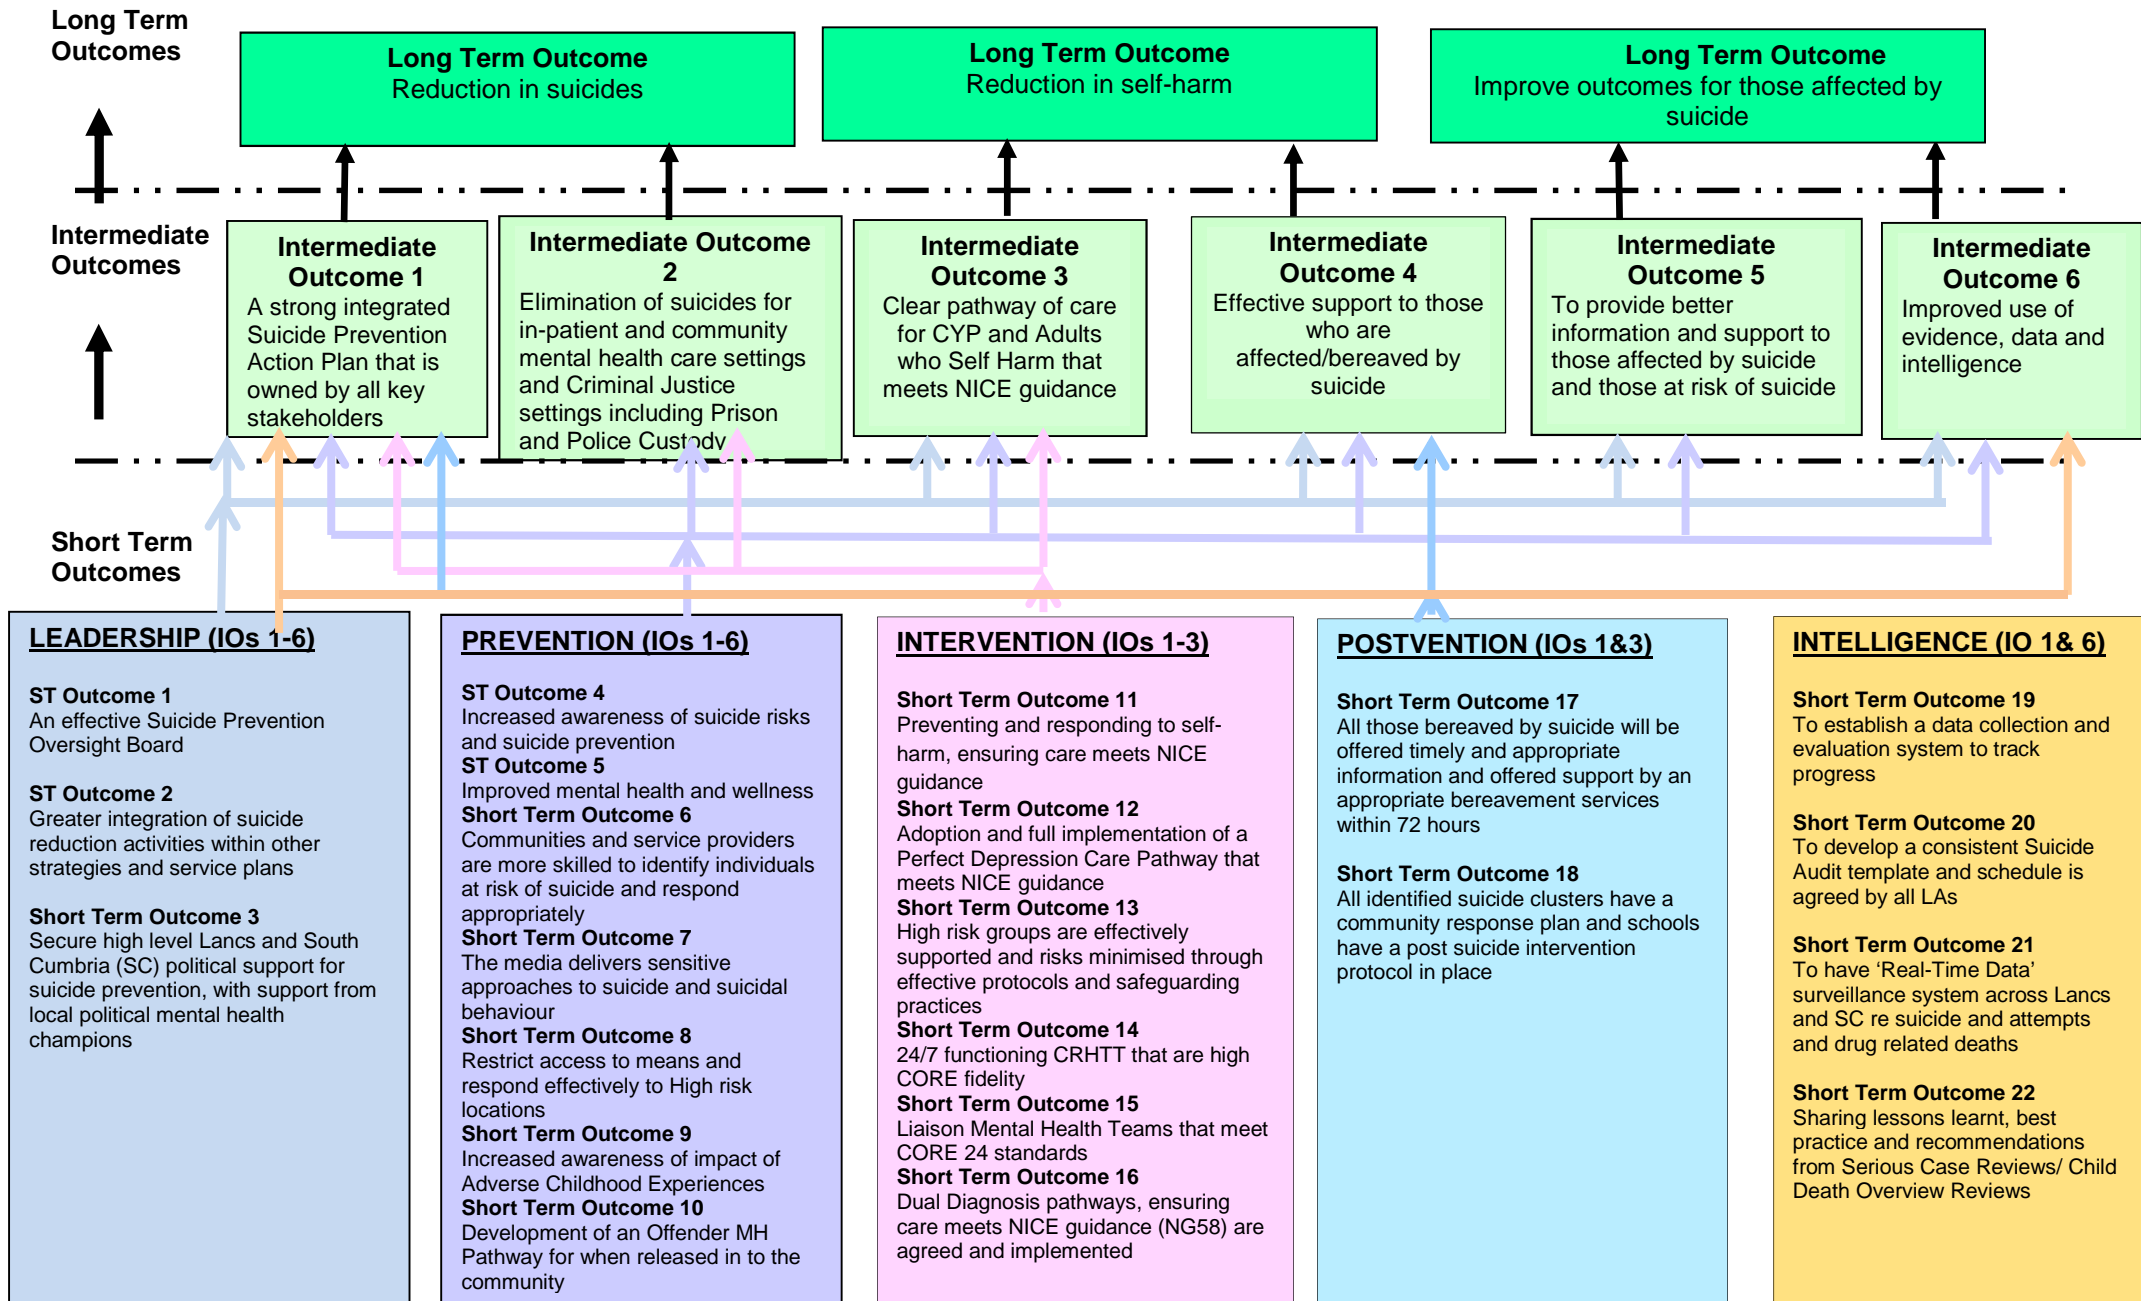 Long Term
Outcomes
Long Term Outcome
Reduction in suicides
Long Term Outcome
Reduction in self-harm
Long Term Outcome
Improve outcomes for those affected by
suicide
Intermediate
Outcomes
Intermediate
Outcome 1
A strong integrated
Suicide Prevention
Action Plan that is
owned by all key
stakeholders
Intermediate Outcome
2
Elimination of suicides for
in-patient and community
mental health care settings
and Criminal Justice
settings including Prison
and Police Custody
Intermediate
Outcome 3
Clear pathway of care
for CYP and Adults
who Self Harm that
meets NICE guidance
Intermediate
Outcome 4
Effective support to those
who are
affected/bereaved by
suicide
Intermediate
Outcome 5
To provide better
information and support to
those affected by suicide
and those at risk of suicide
Intermediate
Outcome 6
Improved use of
evidence, data and
intelligence
Short Term
Outcomes
LEADERSHIP (IOs 1-6)
ST Outcome 1
An effective Suicide Prevention
Oversight Board
ST Outcome 2
Greater integration of suicide
reduction activities within other
strategies and service plans
Short Term Outcome 3
Secure high level Lancs and South
Cumbria (SC) political support for
suicide prevention, with support from
local political mental health
champions
PREVENTION (IOs 1-6)
ST Outcome 4
Increased awareness of suicide risks
and suicide prevention
ST Outcome 5
Improved mental health and wellness
Short Term Outcome 6
Communities and service providers
are more skilled to identify individuals
at risk of suicide and respond
appropriately
Short Term Outcome 7
The media delivers sensitive
approaches to suicide and suicidal
behaviour
Short Term Outcome 8
Restrict access to means and
respond effectively to High risk
locations
Short Term Outcome 9
Increased awareness of impact of
Adverse Childhood Experiences
Short Term Outcome 10
Development of an Offender MH
Pathway for when released in to the
community
INTERVENTION (IOs 1-3)
Short Term Outcome 11
Preventing and responding to self-
harm, ensuring care meets NICE
guidance
Short Term Outcome 12
Adoption and full implementation of a
Perfect Depression Care Pathway that
meets NICE guidance
Short Term Outcome 13
High risk groups are effectively
supported and risks minimised through
effective protocols and safeguarding
practices
Short Term Outcome 14
24/7 functioning CRHTT that are high
CORE fidelity
Short Term Outcome 15
Liaison Mental Health Teams that meet
CORE 24 standards
Short Term Outcome 16
Dual Diagnosis pathways, ensuring
care meets NICE guidance (NG58) are
agreed and implemented
POSTVENTION (IOs 1&3)
Short Term Outcome 17
All those bereaved by suicide will be
offered timely and appropriate
information and offered support by an
appropriate bereavement services
within 72 hours
Short Term Outcome 18
All identified suicide clusters have a
community response plan and schools
have a post suicide intervention
protocol in place
INTELLIGENCE (IO 1& 6)
Short Term Outcome 19
To establish a data collection and
evaluation system to track
progress
Short Term Outcome 20
To develop a consistent Suicide
Audit template and schedule is
agreed by all LAs
Short Term Outcome 21
To have ‘Real-Time Data’
surveillance system across Lancs
and SC re suicide and attempts
and drug related deaths
Short Term Outcome 22
Sharing lessons learnt, best
practice and recommendations
from Serious Case Reviews/ Child
Death Overview Reviews